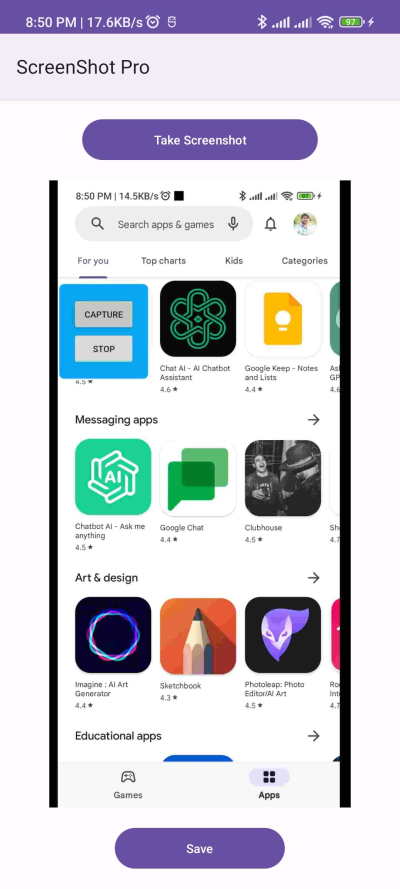 8:50 PM | 17.6KB/s
97
ScreenShot Pro
Take Screenshot
8:50 PM | 14.5KB/s
Search apps & games
For you
Top charts
Kids
Categories
CAPTURE
STOP
4.5★
Chat AI - AI Chatbot
Assistant
4.6★
Google Keep - Notes
and Lists
4.4★
As
GP
4.6
Messaging apps
AI
Chatbot AI - Ask me
anything
4.5★
Google Chat
4.4★
Clubhouse
4.5★
Sh
4.7
Art & design
Imagine : AI Art
Generator
4.4★
Sketchbook
4.3★
Photoleap: Photo
Editor/AI Art
4.5★
Ro
Int
4.7
Educational apps
Games
Apps
Save